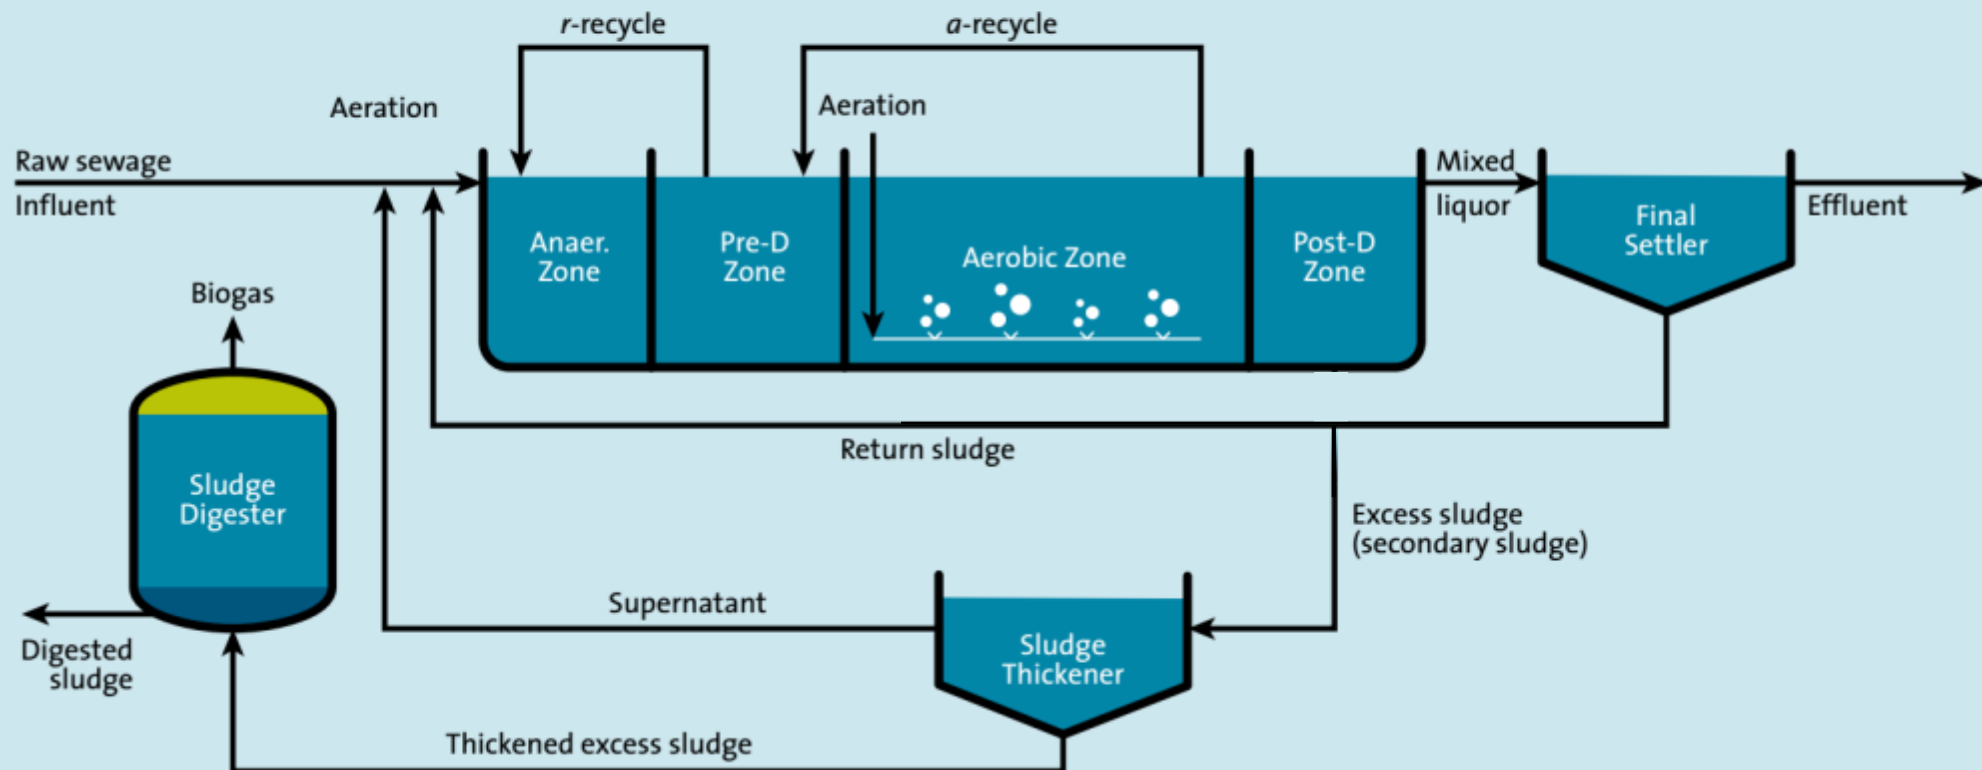 r-recycle
a-recycle
Aeration
Aeration
Raw sewage
Influent
Mixed
liquor
Effluent
Anaer.
Zone
Pre-D
Zone
Aerobic Zone
Post-D
Zone
Final
Settler
Biogas
Return sludge
Sludge
Digester
Excess sludge
(secondary sludge)
Supernatant
Sludge
Thickener
Digested
sludge
Thickened excess sludge